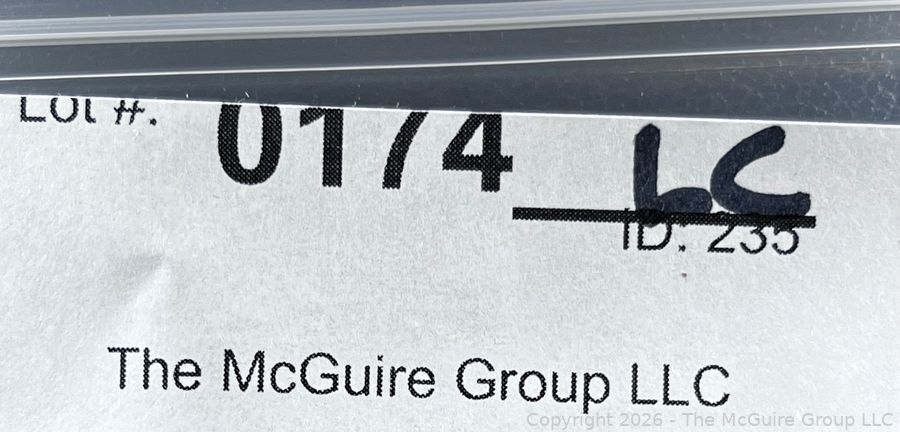 Lot #. 0174 LC
ID. 235
The McGuire Group LLC
Copyright 2026 - The McGuire Group LLC